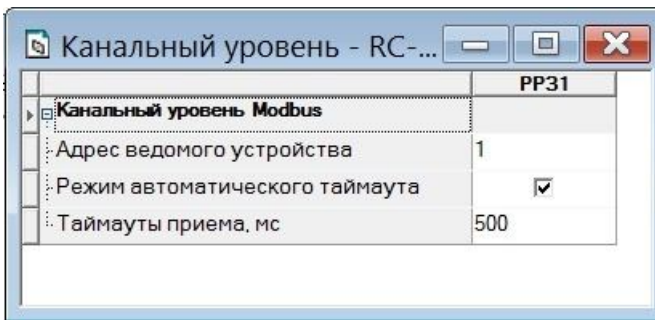 Канальный уровень - RC-...
PP31
Канальный уровень Modbus
Адрес ведомого устройства 1
Режим автоматического таймаута
Таймауты приема, мс 500